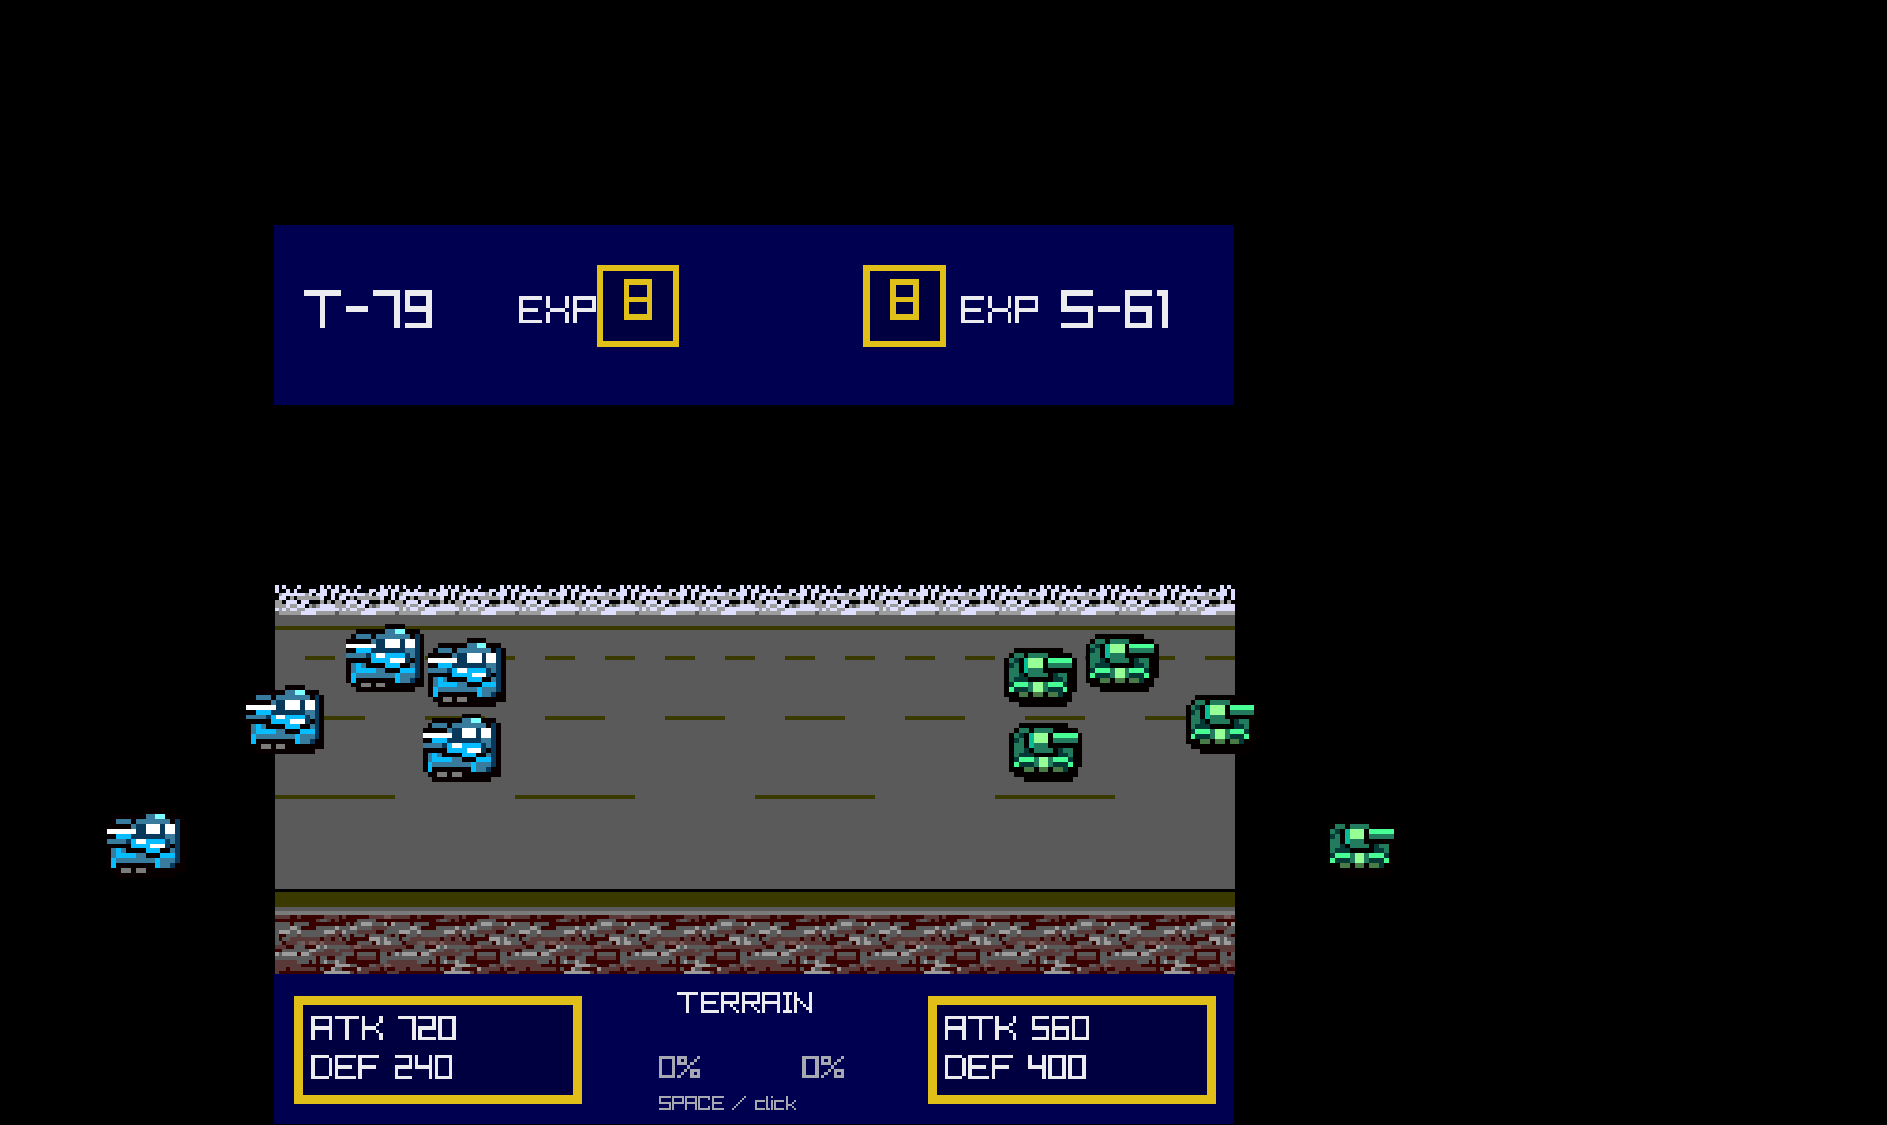 T-79 EXP 8 8 EXP S-61
TERRAIN
ATK 720
DEF 240
0% 0%
ATK 560
DEF 400
SPACE / click